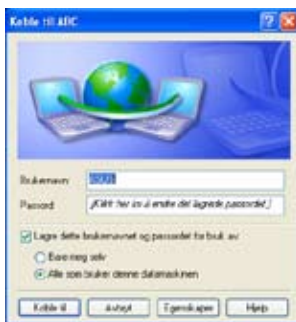 Koble til ABC
Brukernavn:
Passord:
[Klikk her for å endre det lagrede passordet]
Lagre dette brukernavnet og passordet for bruk av:
Bare meg selv
Alle som bruker denne datamaskinen
Koble til Avbryt Egenskaper Hjelp